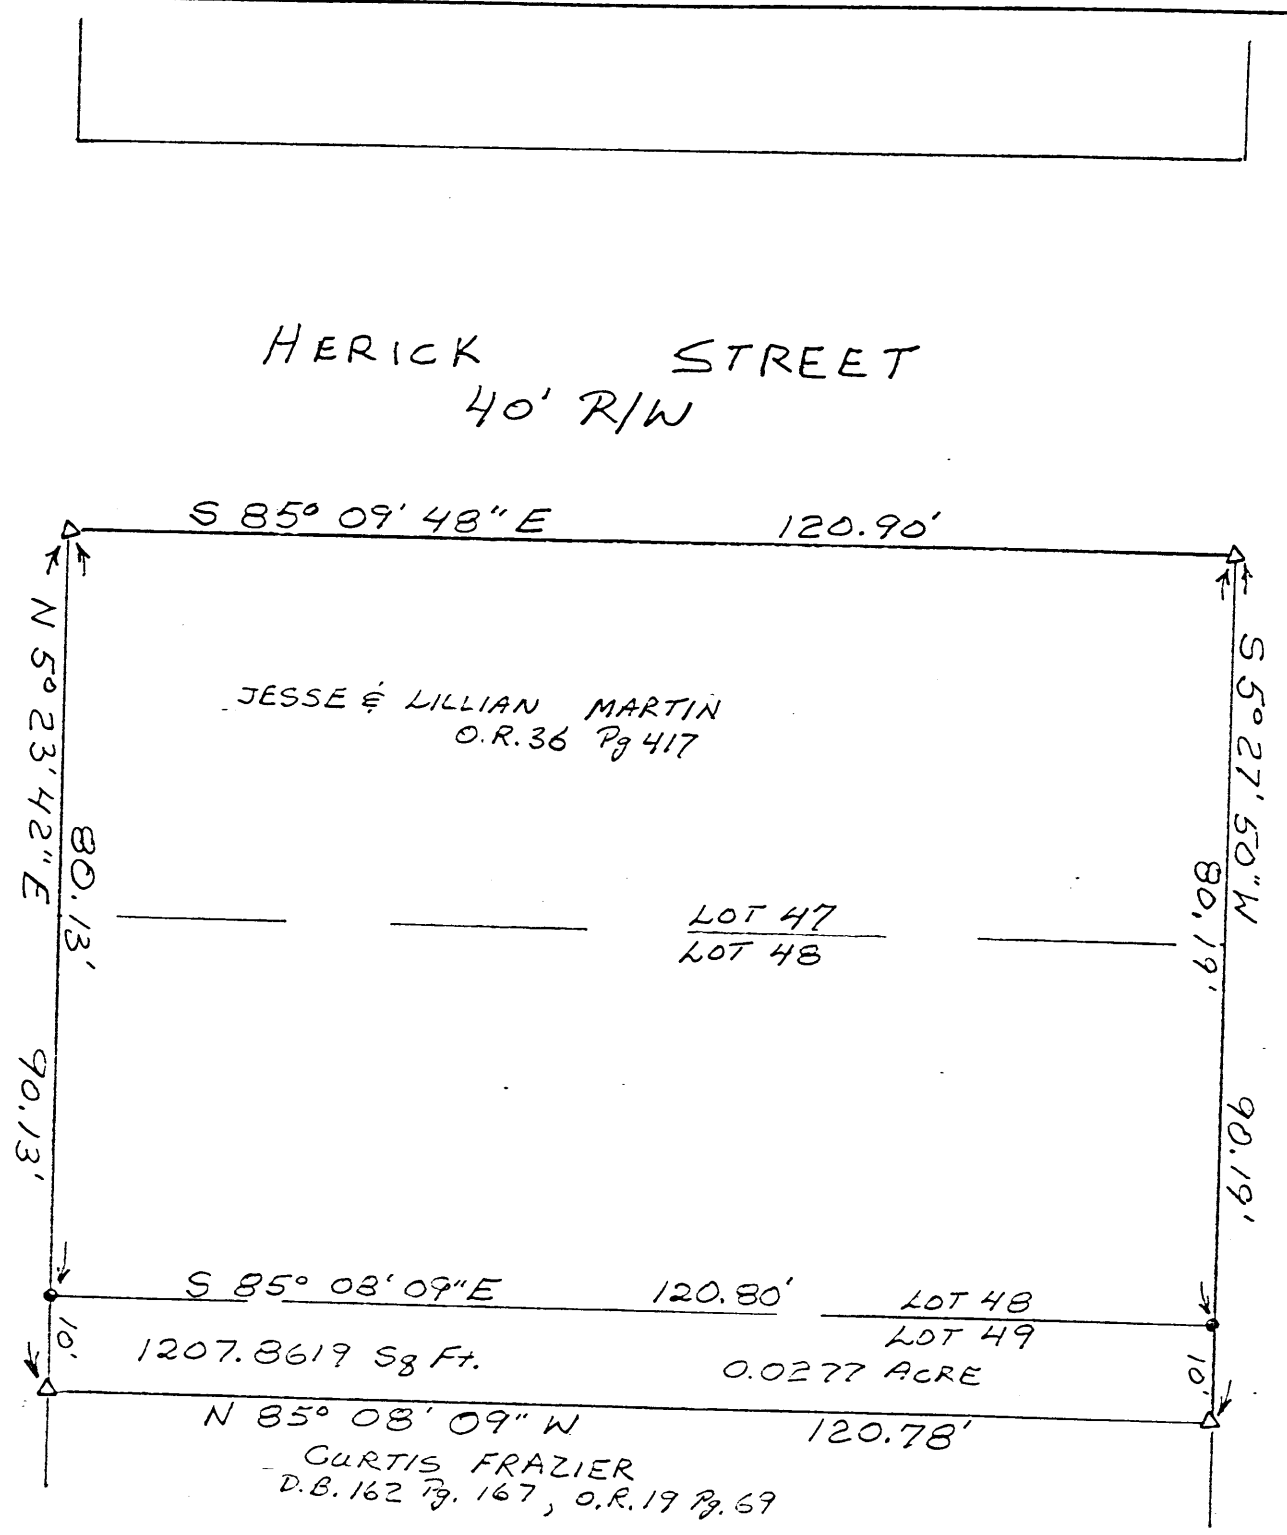 HERICK STREET
40' R/W
S 85° 09' 48" E 120.90'
N 5° 23' 42" E
80.13'
90.13'
S 5° 27' 50" W
80.19'
90.19'
JESSE & LILLIAN MARTIN
O.R. 36 Pg 417
LOT 47
LOT 48
S 85° 08' 09" E 120.80'
LOT 48
LOT 49
10'
1207.8619 Sq Ft.
0.0277 ACRE
10'
N 85° 08' 09" W 120.78'
CURTIS FRAZIER
D.B. 162 Pg. 167, O.R. 19 Pg. 69